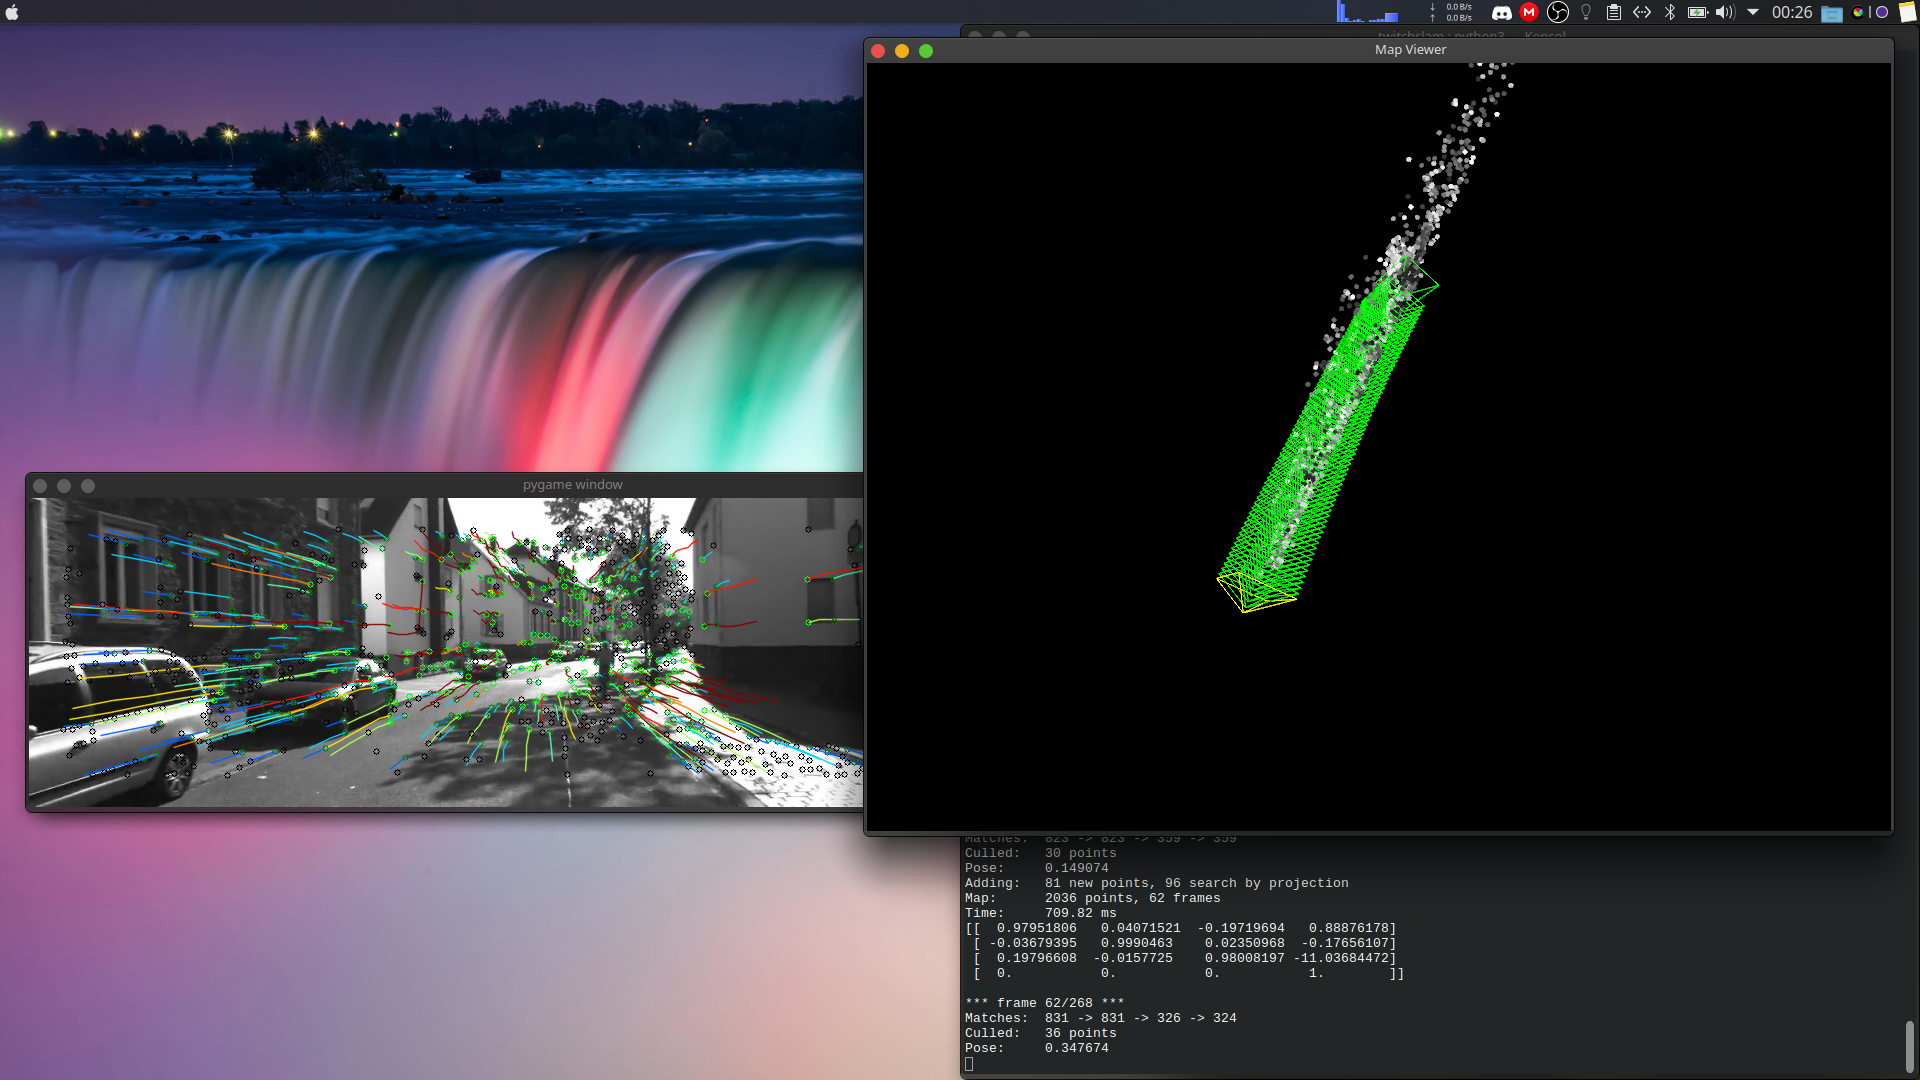 0.0 B/s
0.0 B/s
00:26
twitchslam : python3 — Konsol
Map Viewer
pygame window
Matches:  823 -> 823 -> 359 -> 359
Culled:   30 points
Pose:     0.149074
Adding:   81 new points, 96 search by projection
Map:      2036 points, 62 frames
Time:     709.82 ms
[[  0.97951806   0.04071521  -0.19719694   0.88876178]
 [ -0.03679395   0.9990463    0.02350968  -0.17656107]
 [  0.19796608  -0.0157725    0.98008197 -11.03684472]
 [  0.           0.           0.           1.        ]]
*** frame 62/268 ***
Matches:  831 -> 831 -> 326 -> 324
Culled:   36 points
Pose:     0.347674